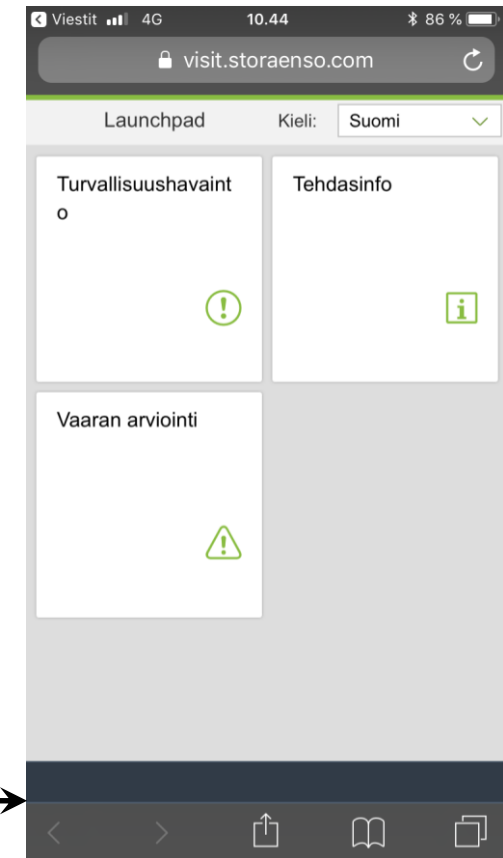 Viestit 4G 10.44 86 %
visit.storaenso.com
Launchpad Kieli: Suomi
Turvallisuushavaint
o
Tehdasinfo
Vaaran arviointi